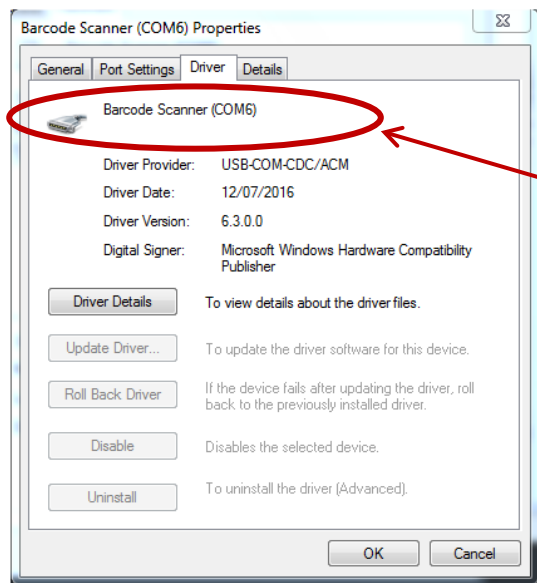 Barcode Scanner (COM6) Properties
General Port Settings Driver Details
Barcode Scanner (COM6)
Driver Provider: USB-COM-CDC/ACM
Driver Date: 12/07/2016
Driver Version: 6.3.0.0
Digital Signer: Microsoft Windows Hardware Compatibility
Publisher
Driver Details To view details about the driver files.
Update Driver... To update the driver software for this device.
Roll Back Driver If the device fails after updating the driver, roll
back to the previously installed driver.
Disable Disables the selected device.
Uninstall To uninstall the driver (Advanced).
OK Cancel